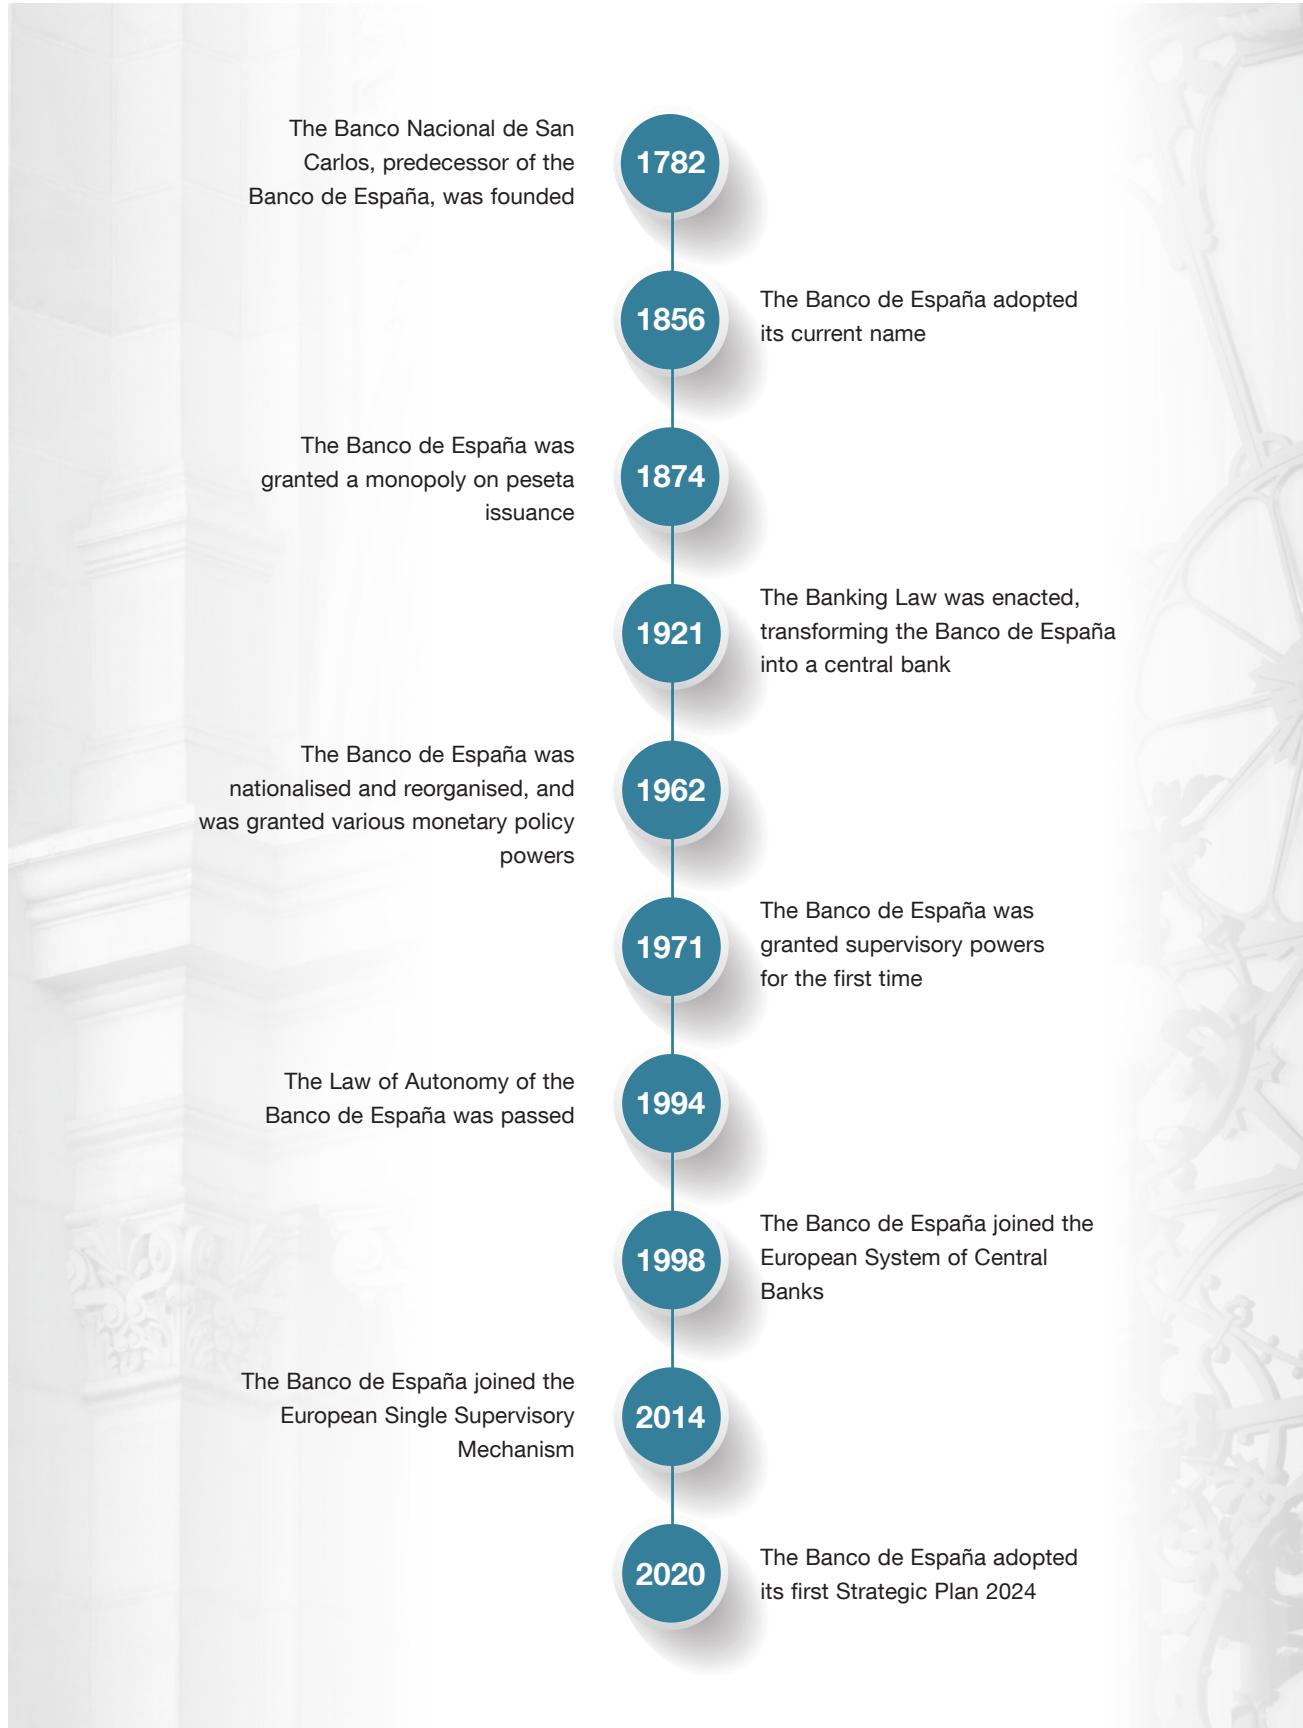 The Banco Nacional de San
Carlos, predecessor of the
Banco de España, was founded
1782
1856
The Banco de España adopted
its current name
The Banco de España was
granted a monopoly on peseta
issuance
1874
1921
The Banking Law was enacted,
transforming the Banco de España
into a central bank
The Banco de España was
nationalised and reorganised, and
was granted various monetary policy
powers
1962
1971
The Banco de España was
granted supervisory powers
for the first time
The Law of Autonomy of the
Banco de España was passed
1994
1998
The Banco de España joined the
European System of Central
Banks
The Banco de España joined the
European Single Supervisory
Mechanism
2014
2020
The Banco de España adopted
its first Strategic Plan 2024